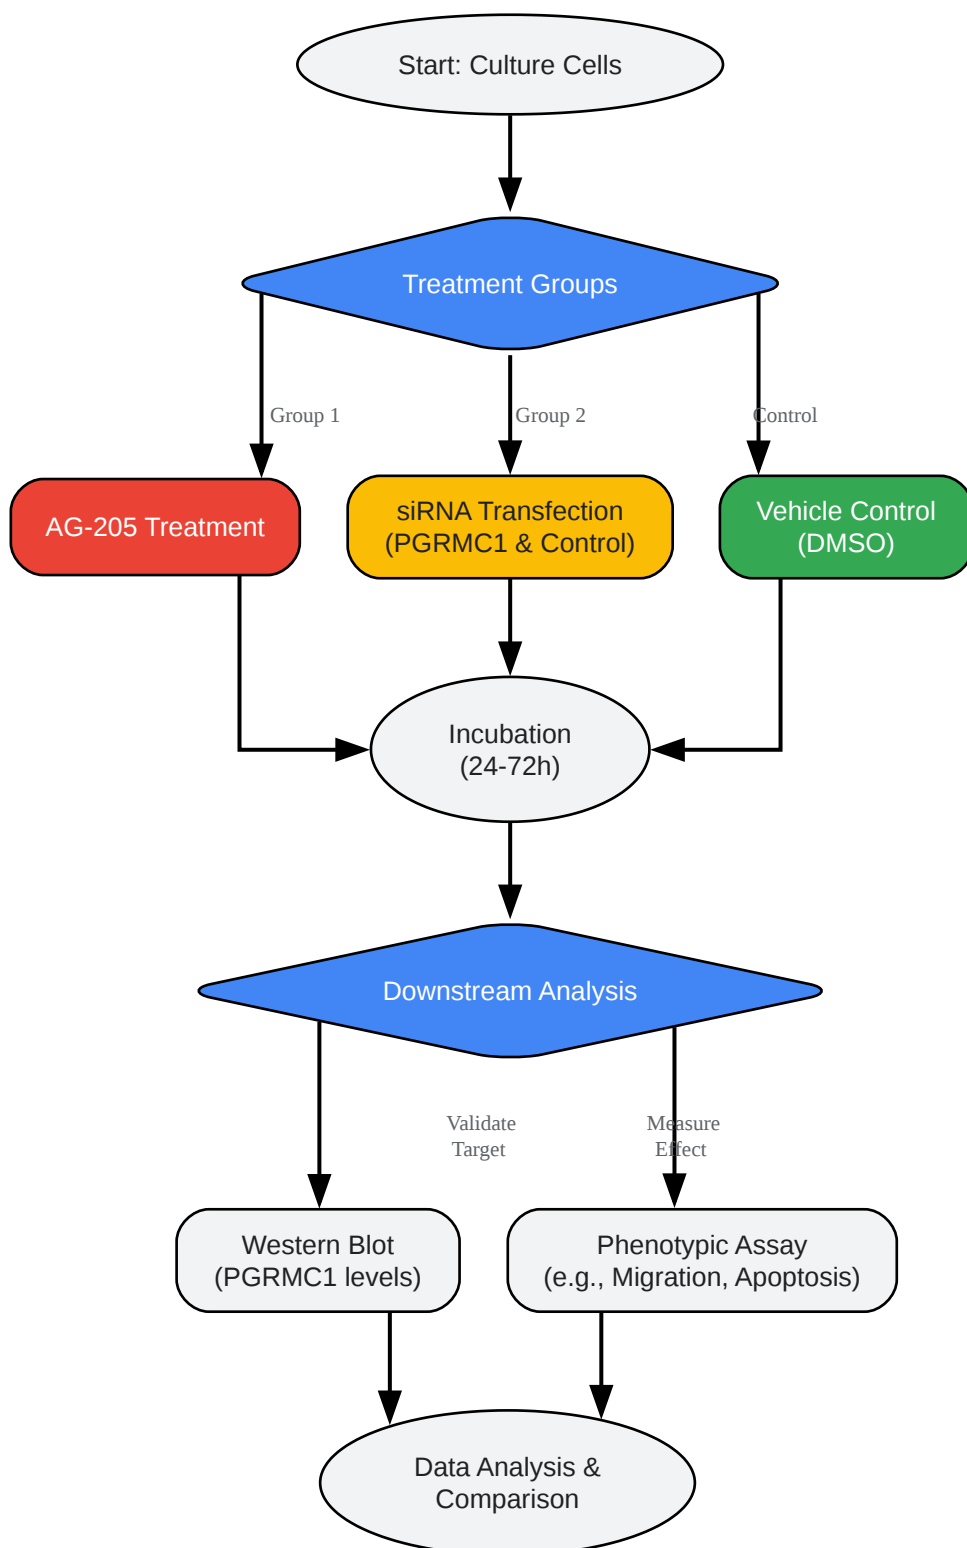 Start: Culture Cells
Treatment Groups
Group 1
Group 2
Control
AG-205 Treatment
siRNA Transfection
(PGRMC1 & Control)
Vehicle Control
(DMSO)
Incubation
(24-72h)
Downstream Analysis
Validate
Target
Measure
Effect
Western Blot
(PGRMC1 levels)
Phenotypic Assay
(e.g., Migration, Apoptosis)
Data Analysis &
Comparison